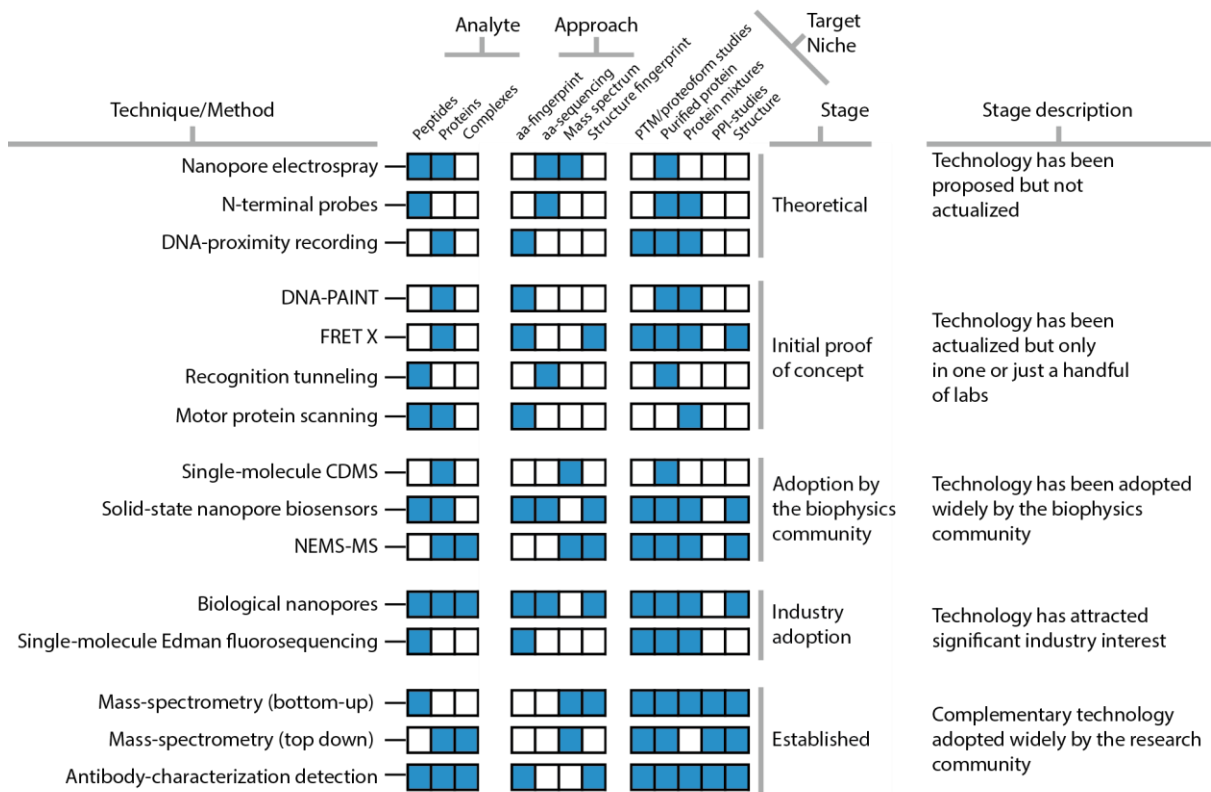 Analyte
Approach
Target
Niche
Technique/Method
Peptides
Proteins
Complexes
aa-fingerprint
aa-sequencing
Mass spectrum
Structure fingerprint
PTM/proteoform studies
Purified protein
Protein mixtures
PPI-studies
Structure
Stage
Stage description
Nanopore electrospray
N-terminal probes
DNA-proximity recording
Theoretical
Technology has been
proposed but not
actualized
DNA-PAINT
FRET X
Recognition tunneling
Motor protein scanning
Initial proof
of concept
Technology has been
actualized but only
in one or just a handful
of labs
Single-molecule CDMS
Solid-state nanopore biosensors
NEMS-MS
Adoption by
the biophysics
community
Technology has been adopted
widely by the biophysics
community
Biological nanopores
Single-molecule Edman fluorosequencing
Industry
adoption
Technology has attracted
significant industry interest
Mass-spectrometry (bottom-up)
Mass-spectrometry (top down)
Antibody-characterization detection
Established
Complementary technology
adopted widely by the research
community